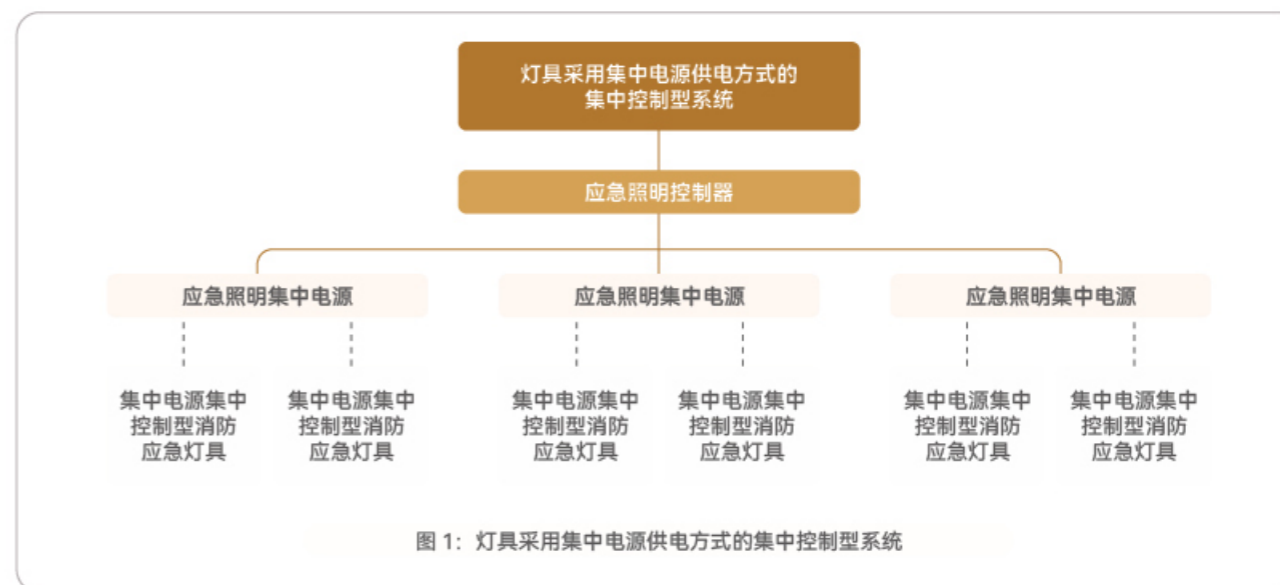 灯具采用集中电源供电方式的
集中控制型系统
应急照明控制器
应急照明集中电源
应急照明集中电源
应急照明集中电源
集中电源集中
控制型消防
应急灯具
集中电源集中
控制型消防
应急灯具
集中电源集中
控制型消防
应急灯具
集中电源集中
控制型消防
应急灯具
集中电源集中
控制型消防
应急灯具
集中电源集中
控制型消防
应急灯具
图 1：灯具采用集中电源供电方式的集中控制型系统